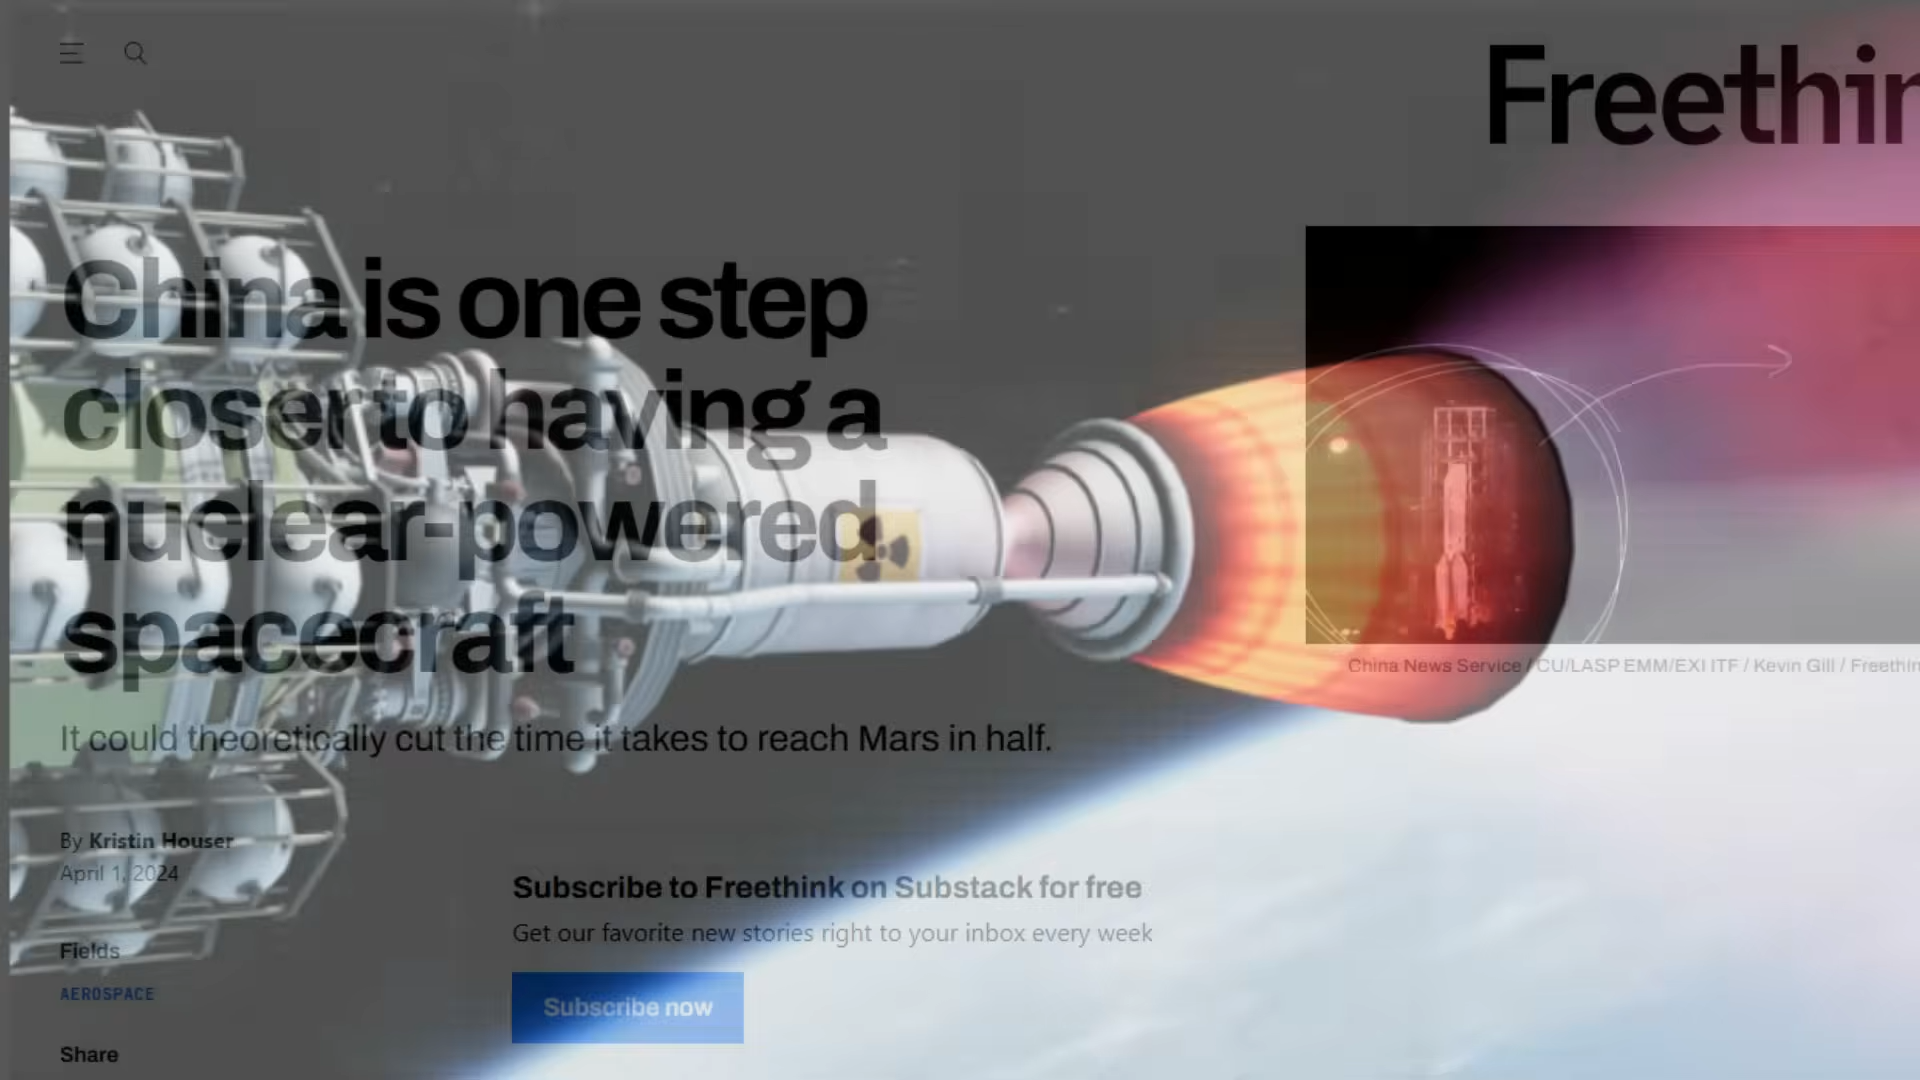 Freethin
China is one step
closer to having a
nuclear-powered
spacecraft
China News Service / CU/LASP EMM/EXI ITF / Kevin Gill / Freethin
It could theoretically cut the time it takes to reach Mars in half.
By Kristin Houser
April 1, 2024
Subscribe to Freethink on Substack for free
Get our favorite new stories right to your inbox every week
Fields
AEROSPACE
Subscribe now
Share